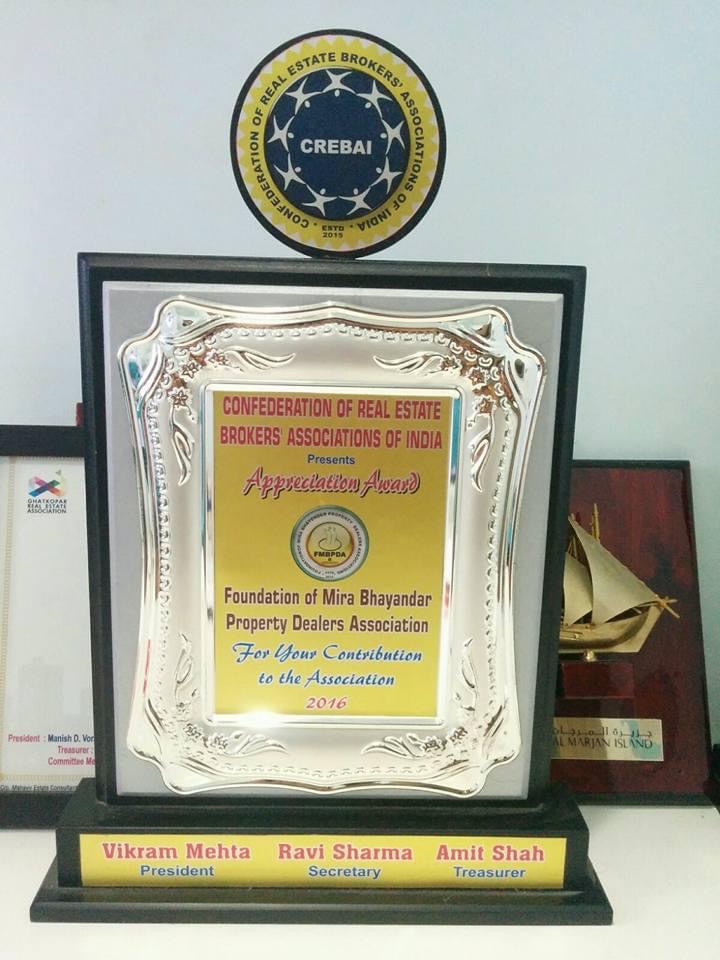 CONFEDERATION OF REAL ESTATE BROKERS' ASSOCIATIONS OF INDIA
CREBAI
ESTD
2015
CONFEDERATION OF REAL ESTATE
BROKERS' ASSOCIATIONS OF INDIA
Presents
Appreciation Award
FMBPDA
Foundation of Mira Bhayandar
Property Dealers Association
For Your Contribution
to the Association
2016
Vikram Mehta
President
Ravi Sharma
Secretary
Amit Shah
Treasurer
GHATKOPAR
REAL ESTATE
ASSOCIATION
President : Manish D.
Treasurer :
Committee
جزيرة المرجان
AL MARJAN ISLAND